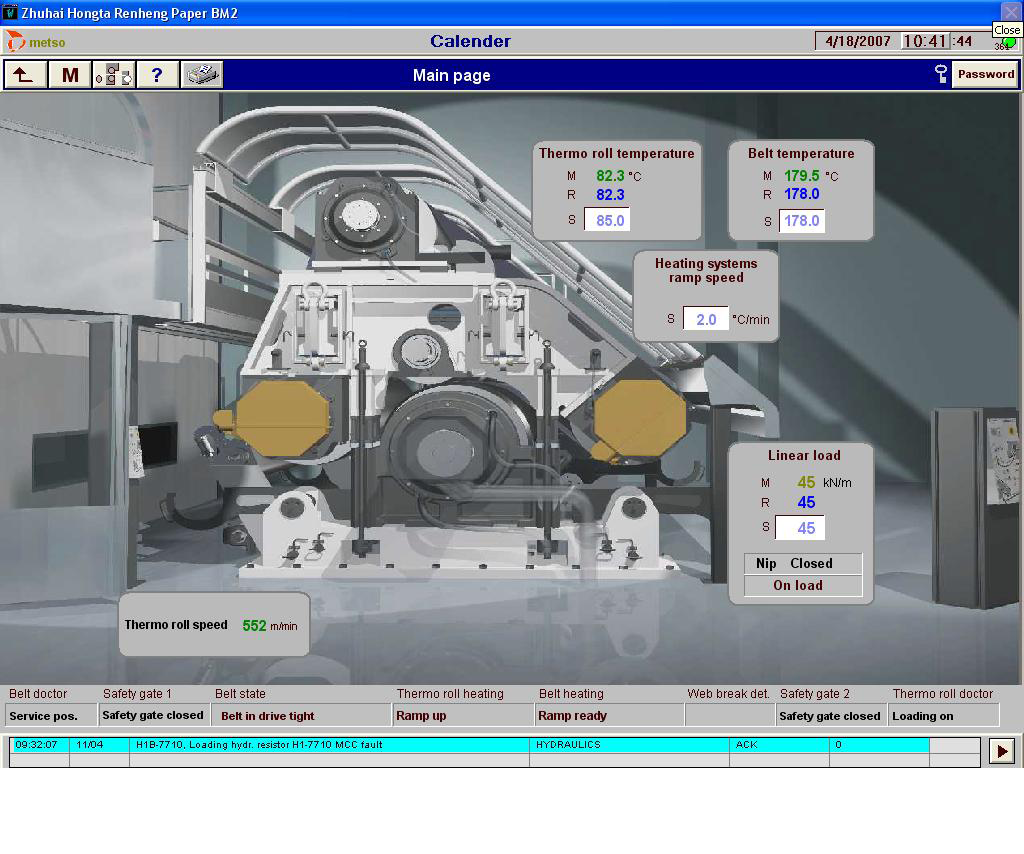 Zhuhai Hongta Renheng Paper BM2
Close
metso
Calender
4/18/2007 10:41:44
M
?
Main page
Password
Thermo roll temperature
M 82.3 °C
R 82.3
S 85.0
Belt temperature
M 179.5 °C
R 178.0
S 178.0
Heating systems
ramp speed
S 2.0 °C/min
Linear load
M 45 kN/m
R 45
S 45
Nip Closed
On load
Thermo roll speed 552 m/min
Belt doctor Safety gate 1 Belt state Thermo roll heating Belt heating Web break det. Safety gate 2 Thermo roll doctor
Service pos. Safety gate closed Belt in drive tight Ramp up Ramp ready Safety gate closed Loading on
09:32:07 11/04 H1B-7710, Loading hydr. resistor H1-7710 MCC fault HYDRAULICS ACK 0